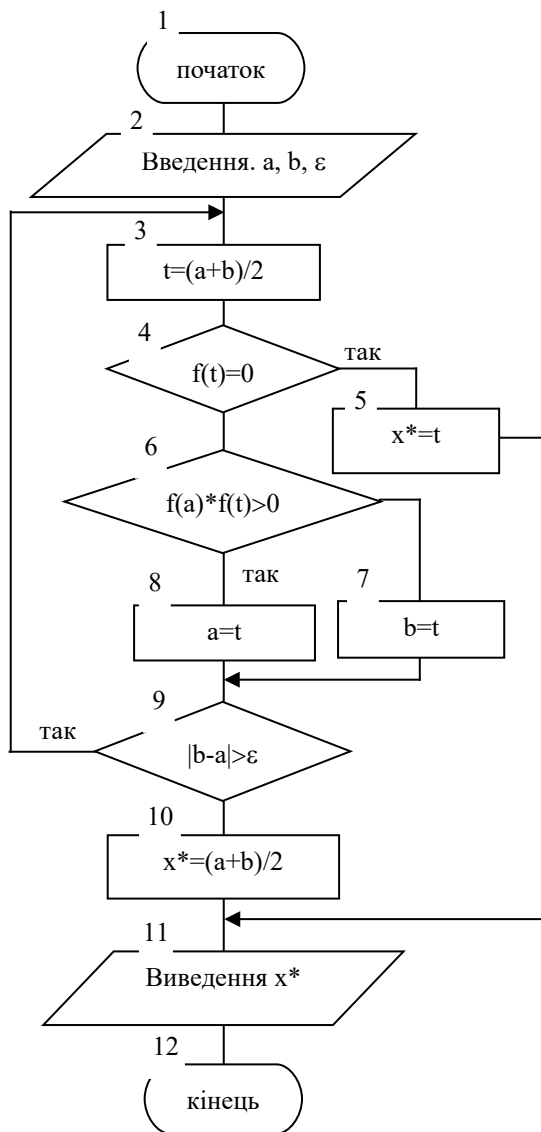 1
початок
2
Введення. a, b, ε
3
t=(a+b)/2
4
так
f(t)=0
5
x*=t
6
f(a)*f(t)>0
так
8
7
a=t
b=t
9
так
|b-a|>ε
10
x*=(a+b)/2
11
Виведення x*
12
кінець